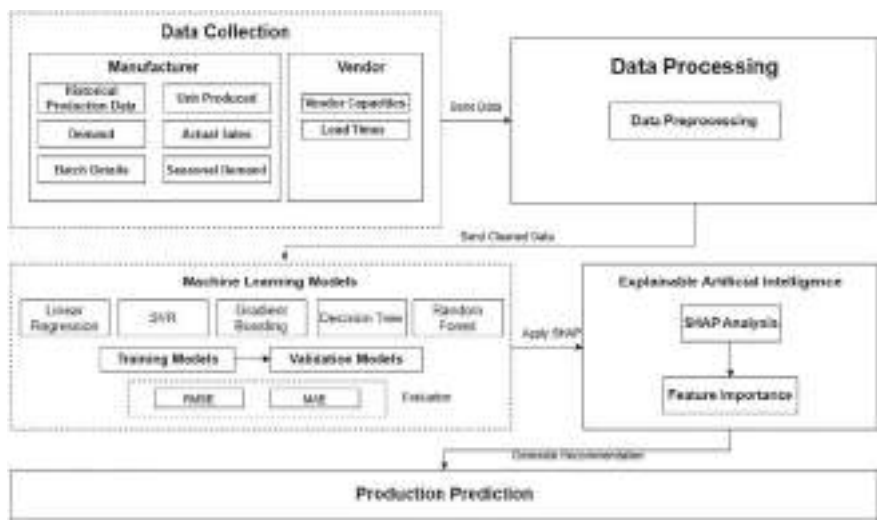 Data Collection
Manufacturer
Vendor
Historical
Production Data
Unit Produced
Demand
Actual Sales
Batch Details
Seasonal Demand
Vendor Capacities
Lead Times
Send Data
Data Processing
Data Preprocessing
Send Cleaned Data
Machine Learning Models
Linear
Regression
SVR
Gradient
Boosting
Decision Tree
Random
Forest
Training Models
Validation Models
RMSE
MAE
Evaluation
Apply SHAP
Explainable Artificial Intelligence
SHAP Analysis
Feature Importance
Generate Recommendation
Production Prediction